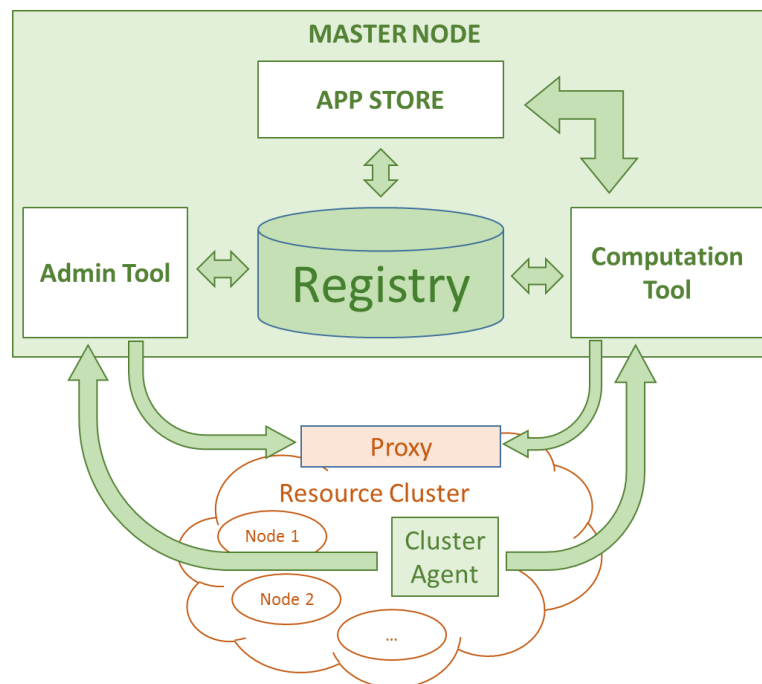 MASTER NODE
APP STORE
Admin Tool
Registry
Computation
Tool
Proxy
Resource Cluster
Node 1
Cluster
Agent
Node 2
...